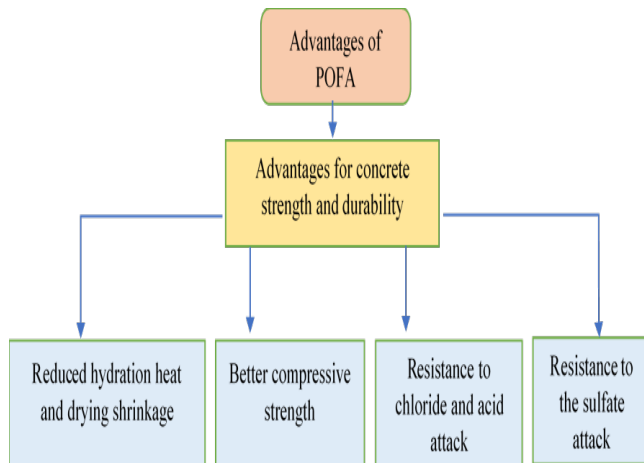 Advantages of
POFA
Advantages for concrete
strength and durability
Reduced hydration heat
and drying shrinkage
Better compressive
strength
Resistance to
chloride and acid
attack
Resistance to
the sulfate
attack